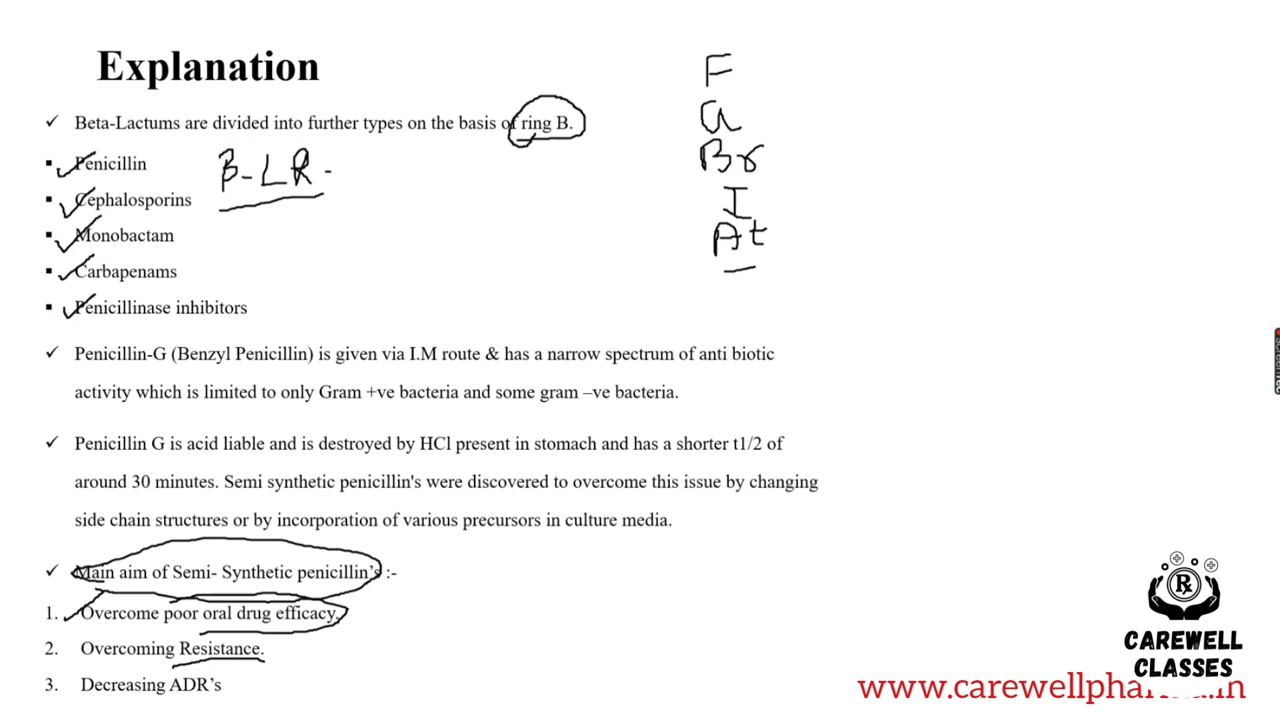 Explanation
✓ Beta-Lactums are divided into further types on the basis of ring B.
▪ Penicillin
▪ Cephalosporins
▪ Monobactam
▪ Carbapenams
▪ Penicillinase inhibitors
β-LR-
F
Br
I
At
✓ Penicillin-G (Benzyl Penicillin) is given via I.M route & has a narrow spectrum of anti biotic
activity which is limited to only Gram +ve bacteria and some gram –ve bacteria.
✓ Penicillin G is acid liable and is destroyed by HCl present in stomach and has a shorter t1/2 of
around 30 minutes. Semi synthetic penicillin's were discovered to overcome this issue by changing
side chain structures or by incorporation of various precursors in culture media.
✓ Main aim of Semi- Synthetic penicillin's :-
1. Overcome poor oral drug efficacy.
2. Overcoming Resistance.
3. Decreasing ADR's
Rx
CAREWELL
CLASSES